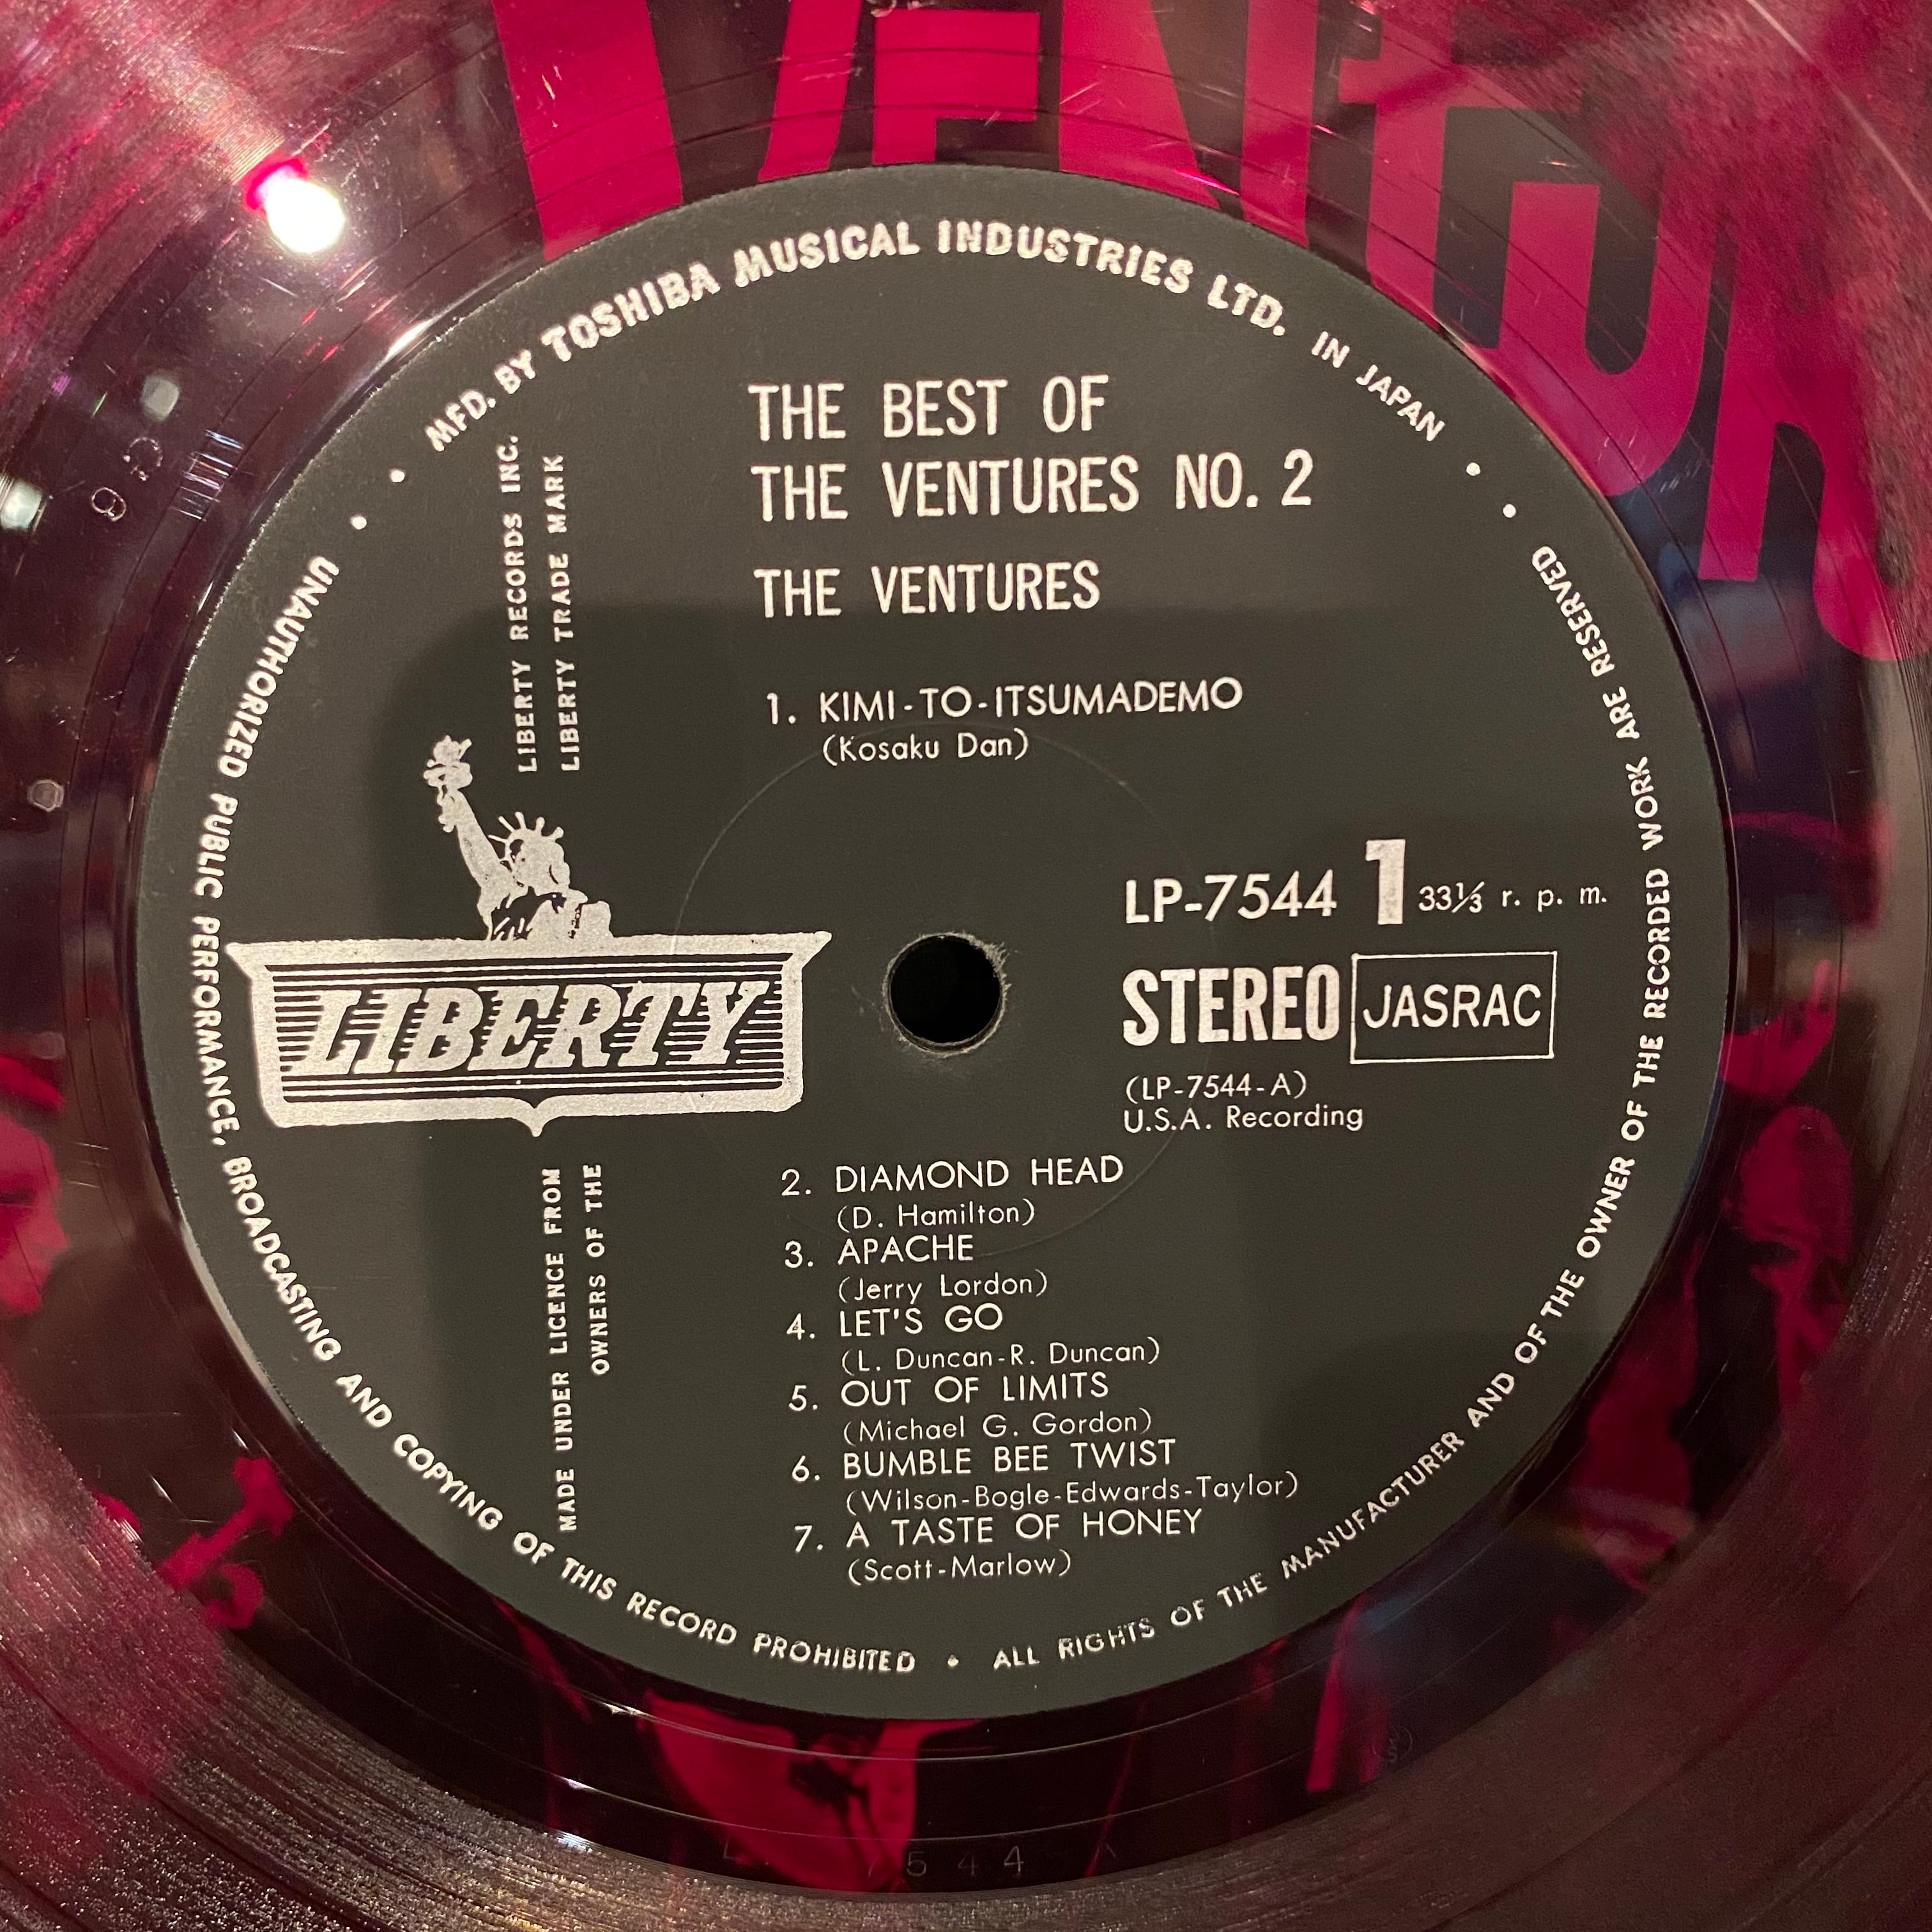 MFD. BY TOSHIBA MUSICAL INDUSTRIES LTD. IN JAPAN
THE BEST OF
THE VENTURES NO. 2
THE VENTURES
LIBERTY RECORDS INC.
LIBERTY TRADE MARK
1. KIMI-TO-ITSUMADEMO
(Kosaku Dan)
LIBERTY
LP-7544 1 33⅓ r. p. m.
STEREO JASRAC
(LP-7544-A)
U.S.A. Recording
MADE UNDER LICENCE FROM
OWNERS OF THE
2. DIAMOND HEAD
(D. Hamilton)
3. APACHE
(Jerry Lordon)
4. LET'S GO
(L. Duncan-R. Duncan)
5. OUT OF LIMITS
(Michael G. Gordon)
6. BUMBLE BEE TWIST
(Wilson-Bogle-Edwards-Taylor)
7. A TASTE OF HONEY
(Scott-Marlow)
UNAUTHORIZED PUBLIC PERFORMANCE, BROADCASTING AND COPYING OF THIS RECORD PROHIBITED • ALL RIGHTS OF THE MANUFACTURER AND OF THE OWNER OF THE RECORDED WORK ARE RESERVED